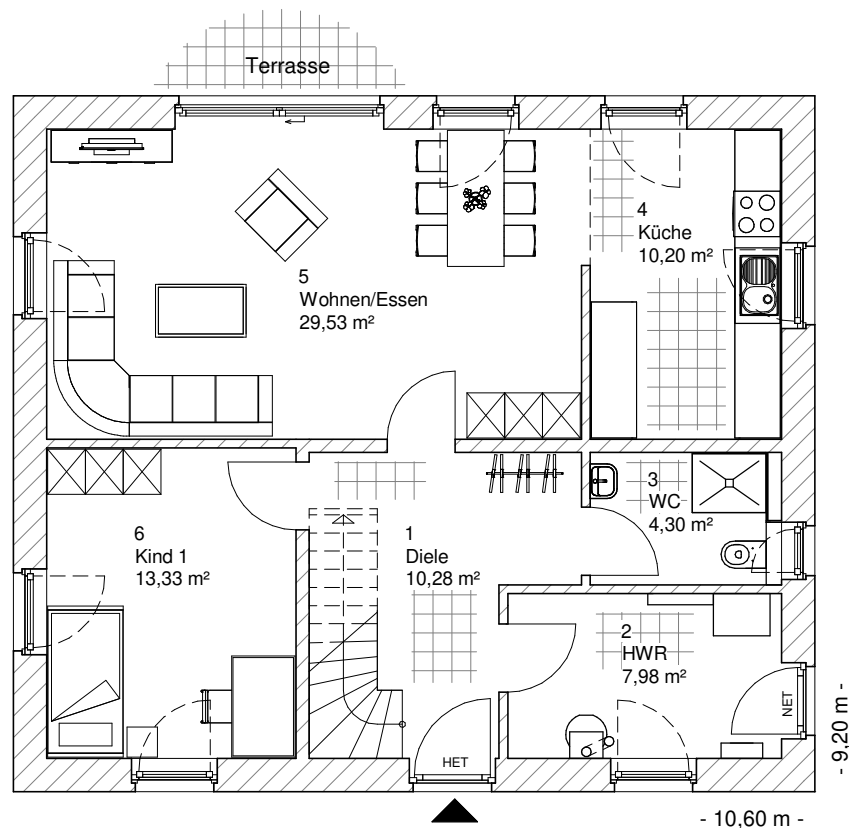 Terrasse
4
Küche
10,20 m²
5
Wohnen/Essen
29,53 m²
3
WC
4,30 m²
6
Kind 1
13,33 m²
1
Diele
10,28 m²
2
HWR
7,98 m²
NET
HET
- 9,20 m -
- 10,60 m -